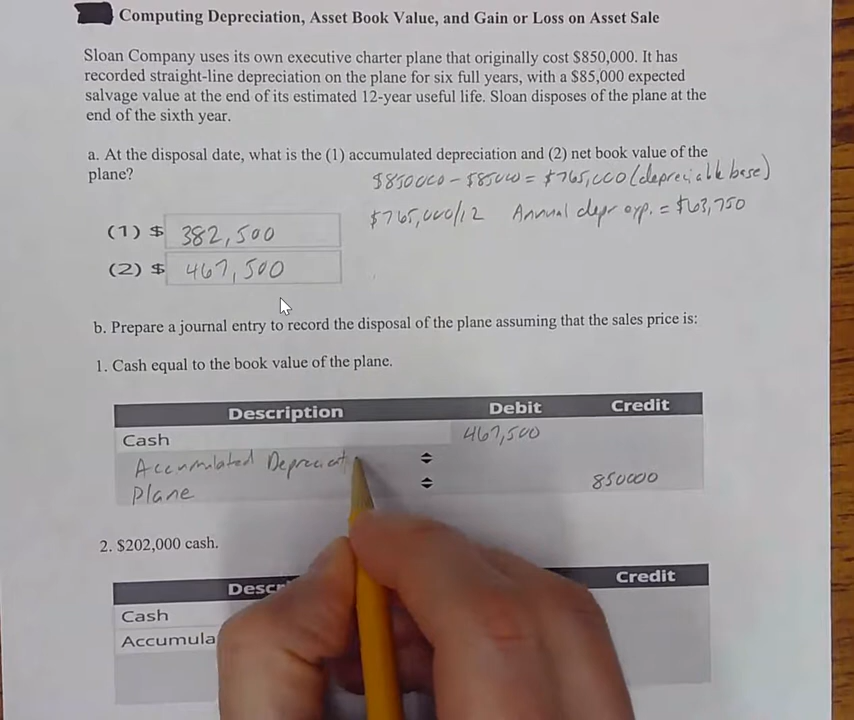 Computing Depreciation, Asset Book Value, and Gain or Loss on Asset Sale
Sloan Company uses its own executive charter plane that originally cost $850,000. It has
recorded straight-line depreciation on the plane for six full years, with a $85,000 expected
salvage value at the end of its estimated 12-year useful life. Sloan disposes of the plane at the
end of the sixth year.
a. At the disposal date, what is the (1) accumulated depreciation and (2) net book value of the
plane?
$850000 - $85000 = $765,000 (depreciable base)
$765,000/12 Annual depr exp. = $63,750
(1) $ 382,500
(2) $ 467,500
b. Prepare a journal entry to record the disposal of the plane assuming that the sales price is:
1. Cash equal to the book value of the plane.
Description Debit Credit
Cash 467,500
Accumulated Depreciat
Plane 850000
2. $202,000 cash.
Descr Credit
Cash
Accumula